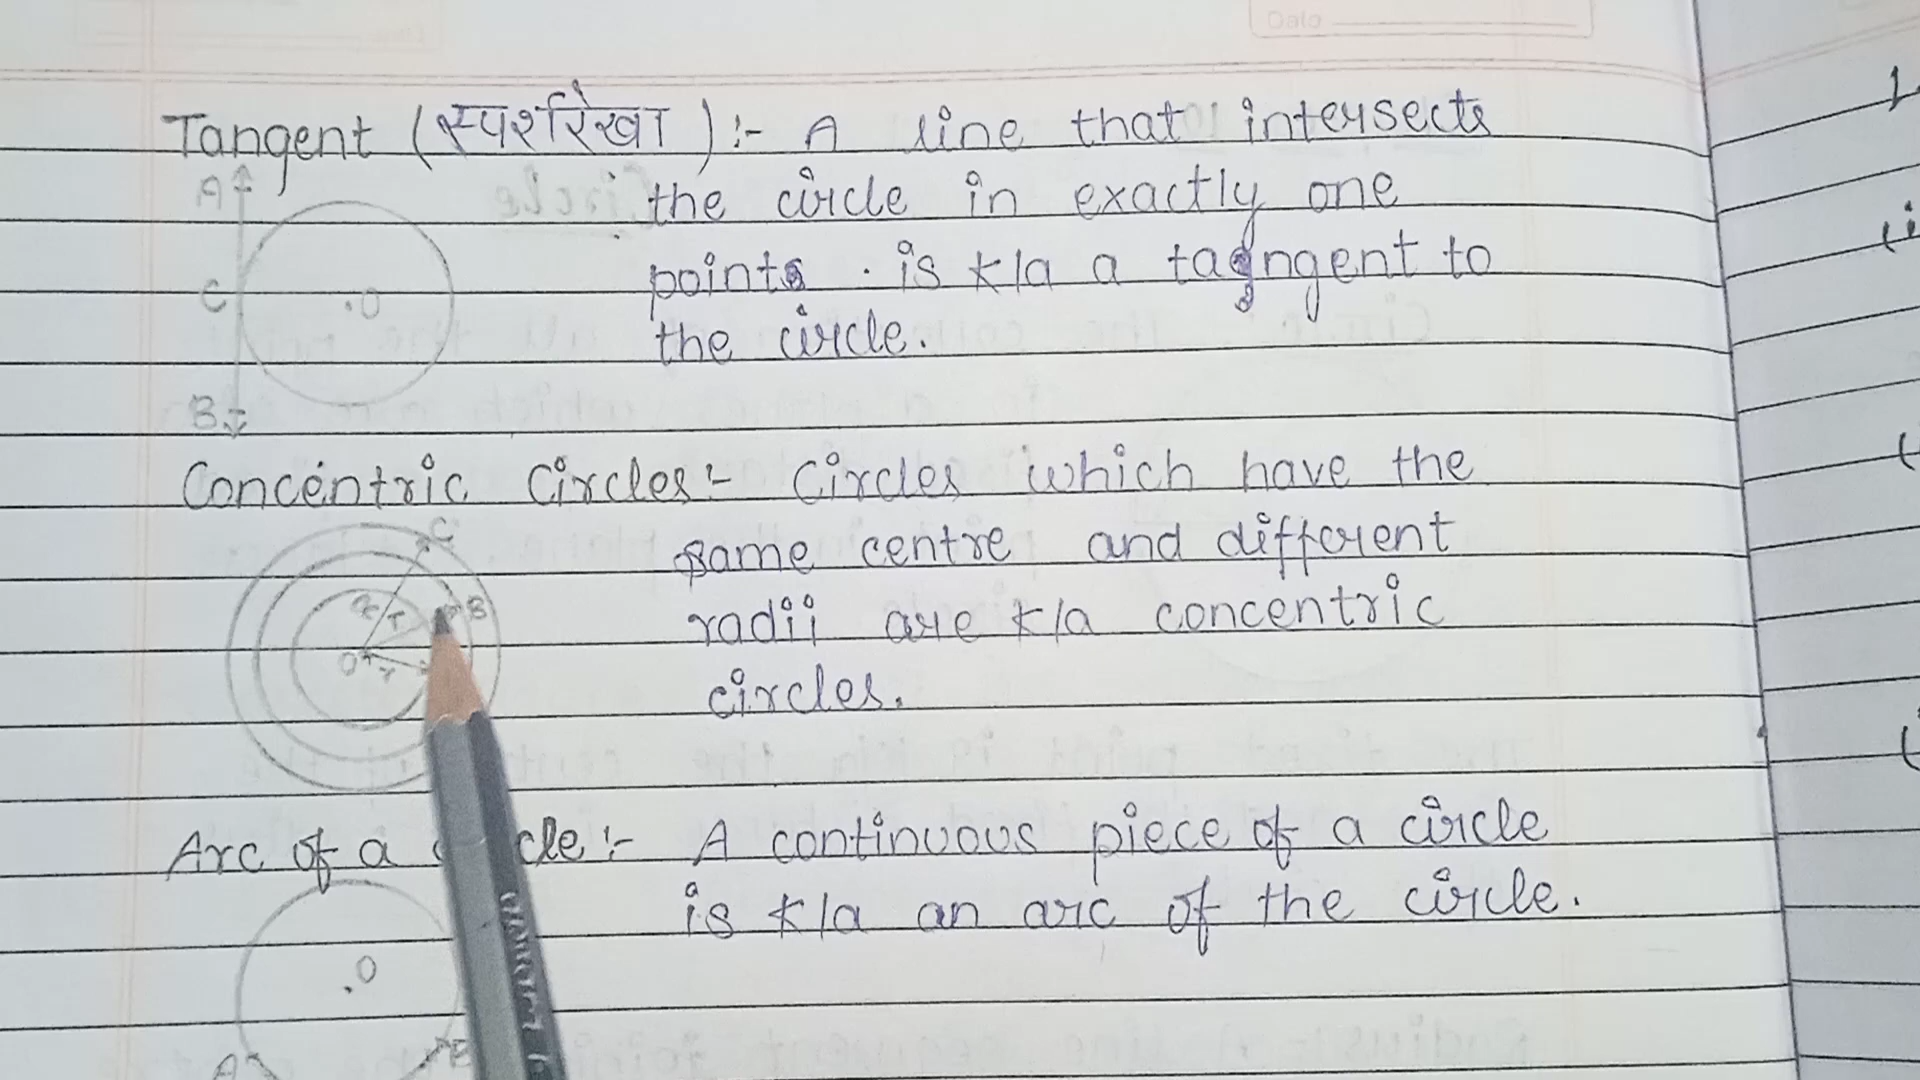 Date
Tangent (स्पर्शरेखा) :- A line that intersects
the circle in exactly one
points . is k/a a tangent to
the circle.
A
C
.O
B
Concentric Circles:- Circles which have the
same centre and different
radii are k/a concentric
circles.
C
B
O
r
Arc of a :- A continuous piece of a circle
is k/a an arc of the circle.
.O
A
B